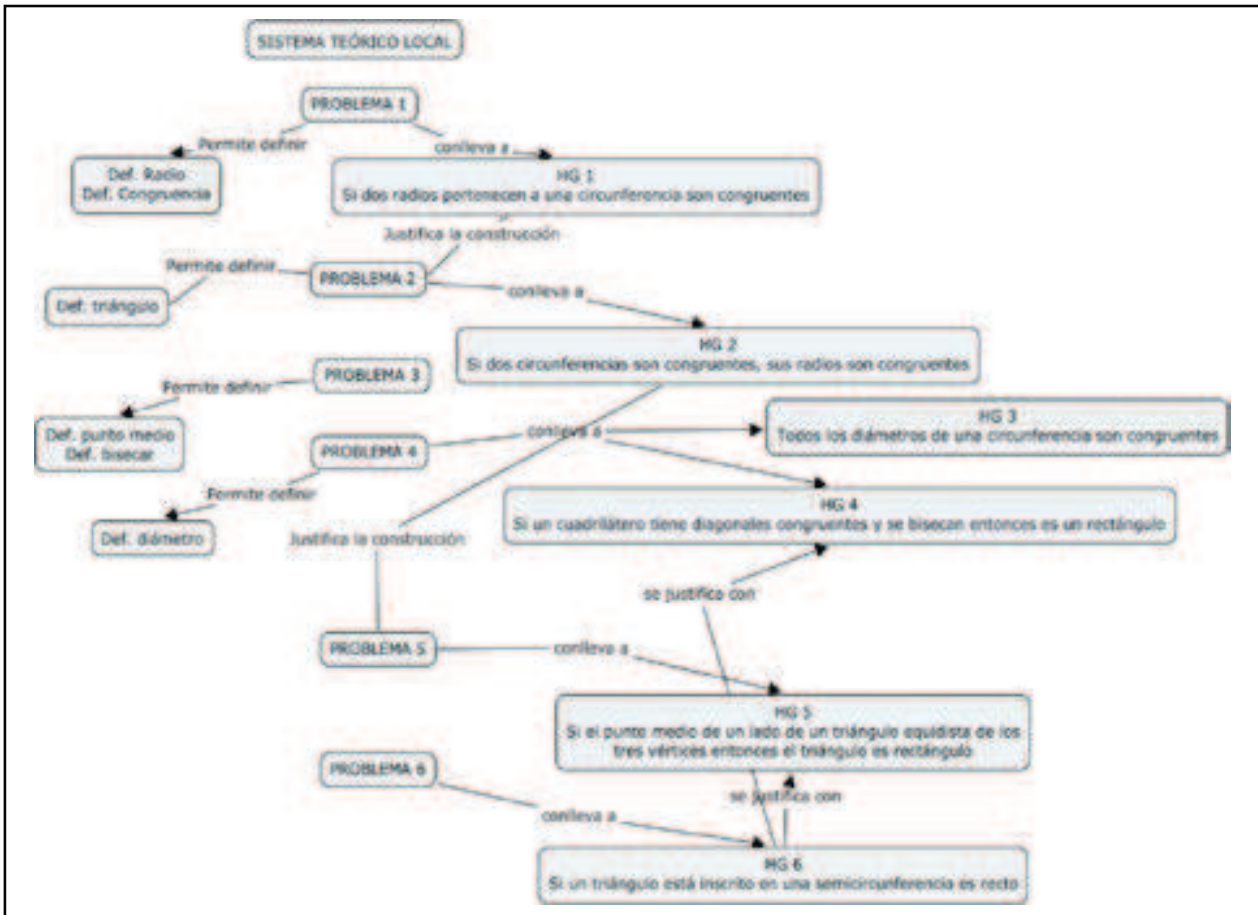 SISTEMA TEÓRICO LOCAL
PROBLEMA 1
Permite definir
conlleva a
Def. Radio
Def. Congruencia
HG 1
Si dos radios pertenecen a una circunferencia son congruentes
Justifica la construcción
Permite definir
PROBLEMA 2
conlleva a
Def. triángulo
HG 2
Si dos circunferencias son congruentes, sus radios son congruentes
PROBLEMA 3
Permite definir
HG 3
Todos los diámetros de una circunferencia son congruentes
Def. punto medio
Def. bisecar
conlleva a
PROBLEMA 4
Permite definir
HG 4
Si un cuadrilátero tiene diagonales congruentes y se bisecan entonces es un rectángulo
Def. diámetro
Justifica la construcción
se justifica con
PROBLEMA 5
conlleva a
HG 5
Si el punto medio de un lado de un triángulo equidista de los
tres vértices entonces el triángulo es rectángulo
PROBLEMA 6
se justifica con
conlleva a
HG 6
Si un triángulo está inscrito en una semicircunferencia es recto